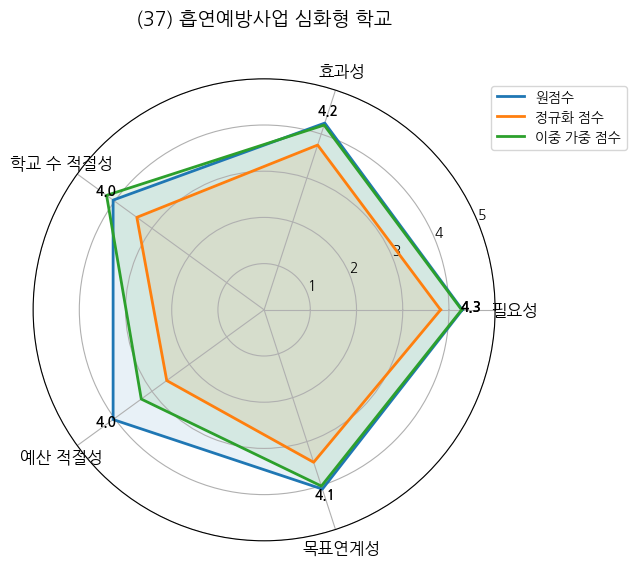 (37) 흡연예방사업 심화형 학교
효과성
원점수
정규화 점수
이중 가중 점수
4.2
학교 수 적절성
4.0
5
4
3
2
1
4.3
필요성
4.0
예산 적절성
4.1
목표연계성